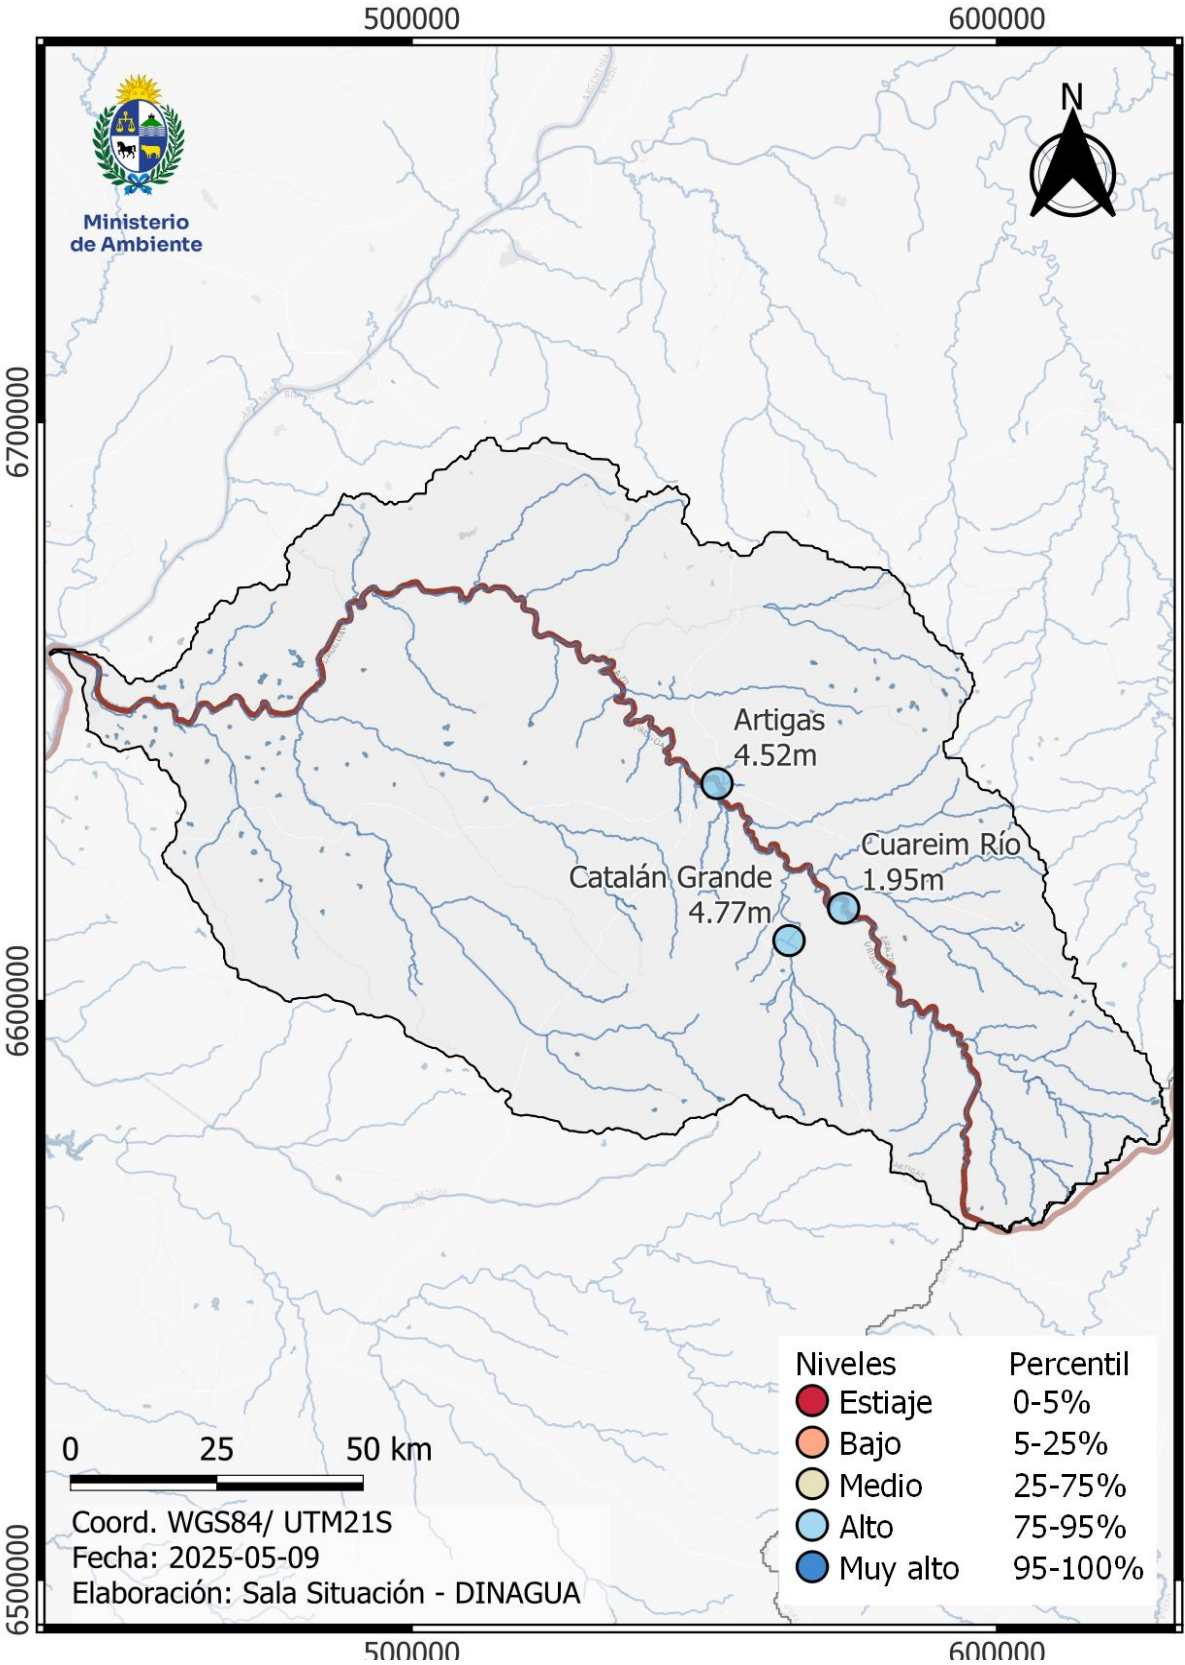 500000
600000
N
Ministerio
de Ambiente
ARGENTINA
BRAZIL
6700000
Artigas
4.52m
Cuareim Río
1.95m
Catalán Grande
4.77m
6600000
Niveles Percentil
Estiaje 0-5%
Bajo 5-25%
Medio 25-75%
Alto 75-95%
Muy alto 95-100%
0 25 50 km
Coord. WGS84/ UTM21S
Fecha: 2025-05-09
Elaboración: Sala Situación - DINAGUA
6500000
500000
600000